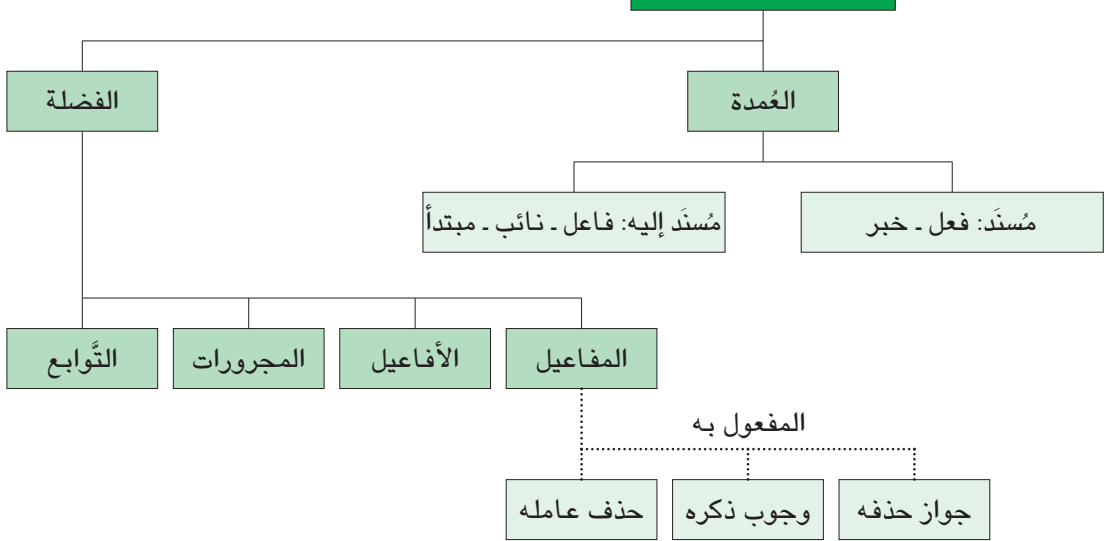 العُمدة
الفضلة
مُسنَد: فعل ـ خبر
مُسنَد إليه: فاعل ـ نائب ـ مبتدأ
المفاعيل
الأفاعيل
المجرورات
التَّوابع
المفعول به
جواز حذفه
وجوب ذكره
حذف عامله